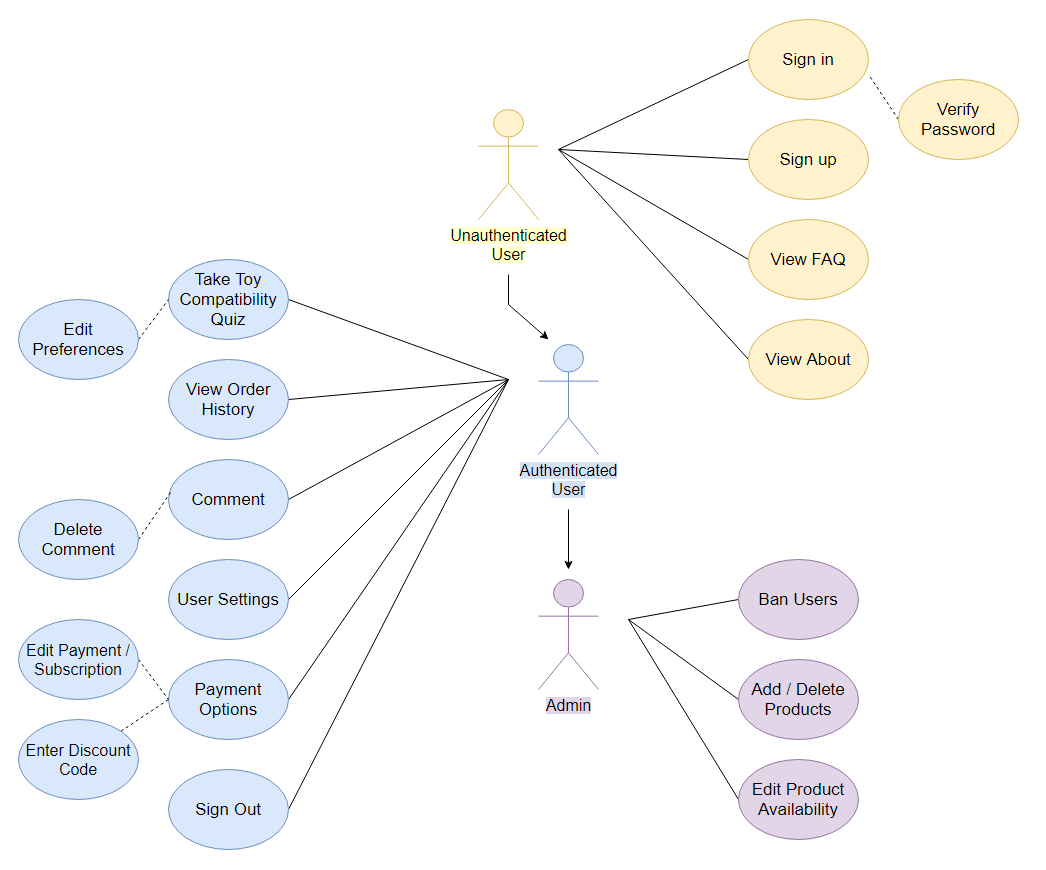 Sign in
Verify
Password
Sign up
Unauthenticated
User
View FAQ
View About
Take Toy
Compatibility
Quiz
Edit
Preferences
View Order
History
Authenticated
User
Comment
Delete
Comment
User Settings
Edit Payment /
Subscription
Payment
Options
Enter Discount
Code
Sign Out
Admin
Ban Users
Add / Delete
Products
Edit Product
Availability